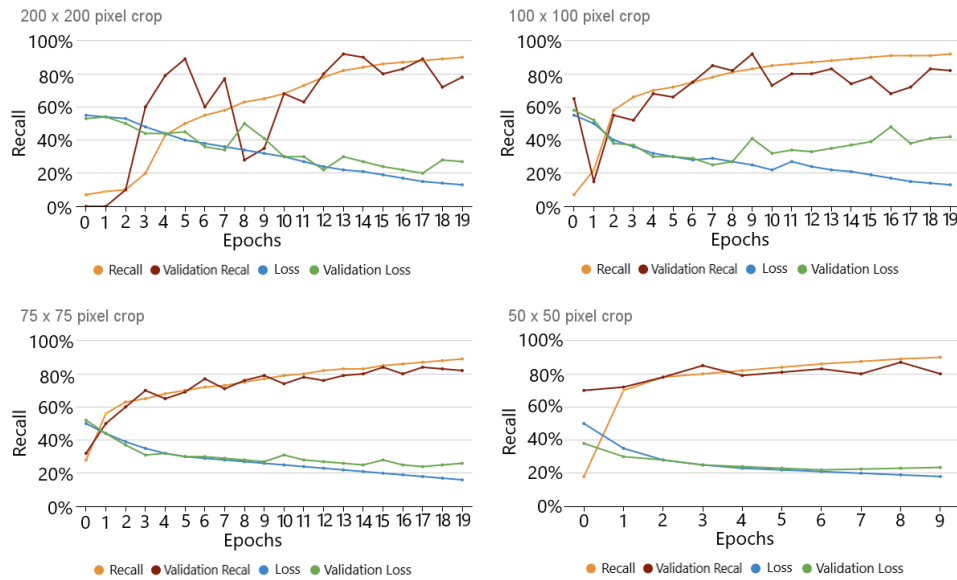 200 x 200 pixel crop
100%
80%
60%
40%
20%
0%
Recall
0 1 2 3 4 5 6 7 8 9 10 11 12 13 14 15 16 17 18 19
Epochs
Recall Validation Recal Loss Validation Loss
100 x 100 pixel crop
100%
80%
60%
40%
20%
0%
Recall
0 1 2 3 4 5 6 7 8 9 10 11 12 13 14 15 16 17 18 19
Epochs
Recall Validation Recal Loss Validation Loss
75 x 75 pixel crop
100%
80%
60%
40%
20%
0%
Recall
0 1 2 3 4 5 6 7 8 9 10 11 12 13 14 15 16 17 18 19
Epochs
Recall Validation Recal Loss Validation Loss
50 x 50 pixel crop
100%
80%
60%
40%
20%
0%
Recall
0 1 2 3 4 5 6 7 8 9
Epochs
Recall Validation Recal Loss Validation Loss